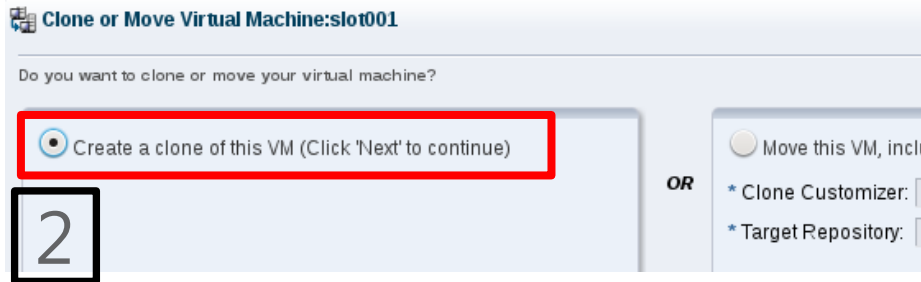 Clone or Move Virtual Machine:slot001
Do you want to clone or move your virtual machine?
Create a clone of this VM (Click 'Next' to continue)
OR
Move this VM,
* Clone Customizer:
* Target Repository:
2